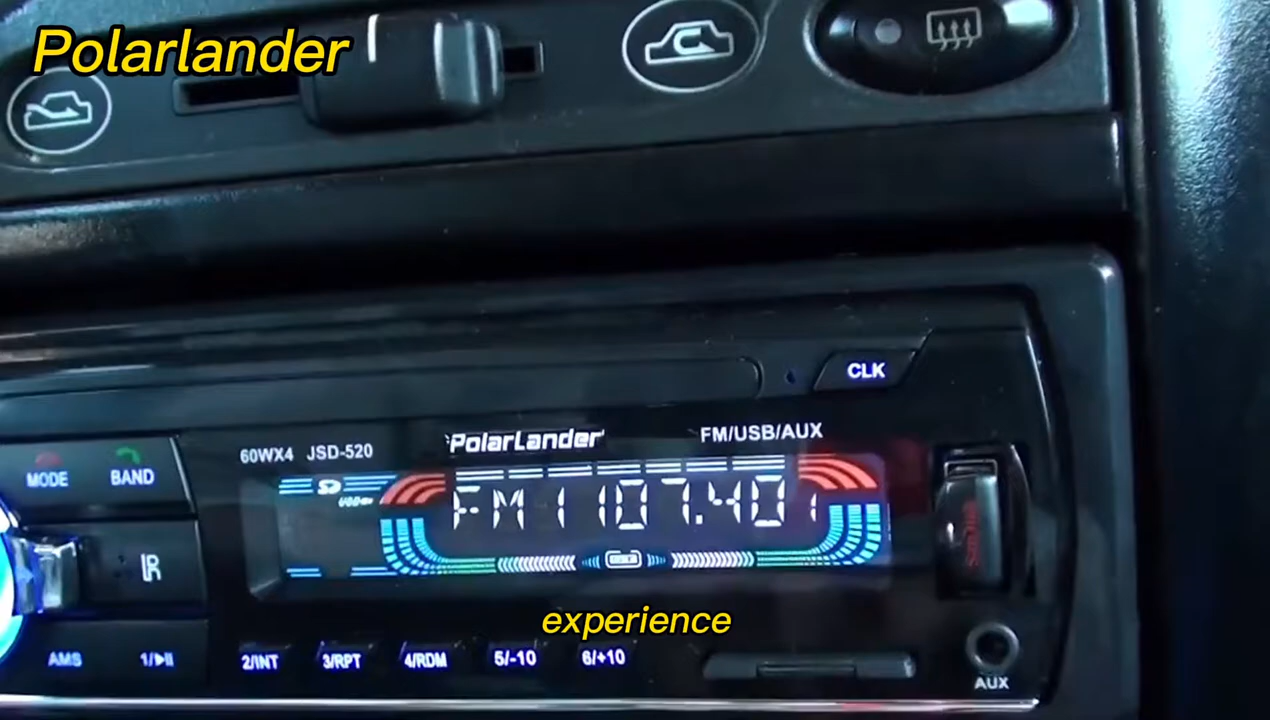 Polarlander
CLK
60WX4 JSD-520
PolarLander
FM/USB/AUX
MODE
BAND
FM1 107.40
IR
experience
AMS
1/
2/INT
3/RPT
4/RDM
5/-10
6/+10
AUX